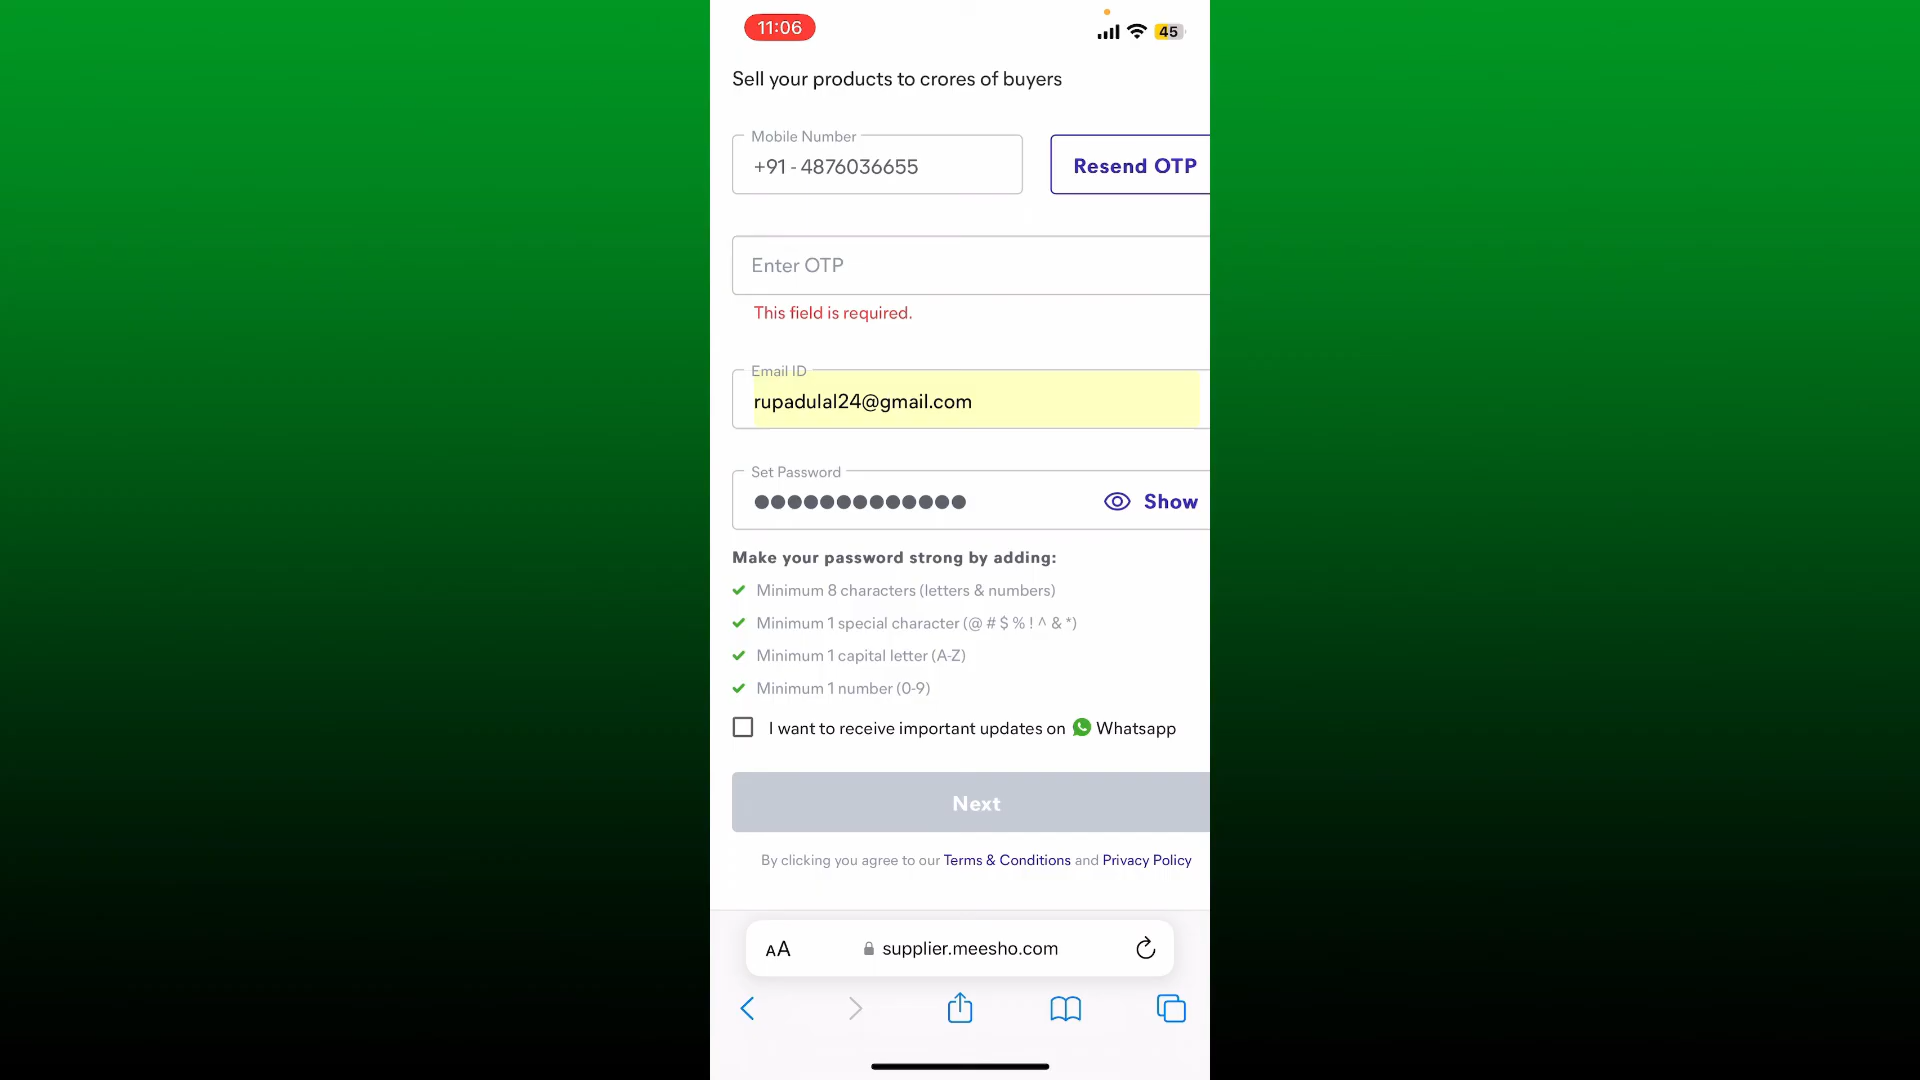 11:06
45
Sell your products to crores of buyers
Mobile Number
+91 - 4876036655
Resend OTP
Enter OTP
This field is required.
Email ID
rupadulal24@gmail.com
Set Password
Show
Make your password strong by adding:
Minimum 8 characters (letters & numbers)
Minimum 1 special character (@ # $ % ! ^ & *)
Minimum 1 capital letter (A-Z)
Minimum 1 number (0-9)
I want to receive important updates on Whatsapp
Next
By clicking you agree to our Terms & Conditions and Privacy Policy
AA
supplier.meesho.com